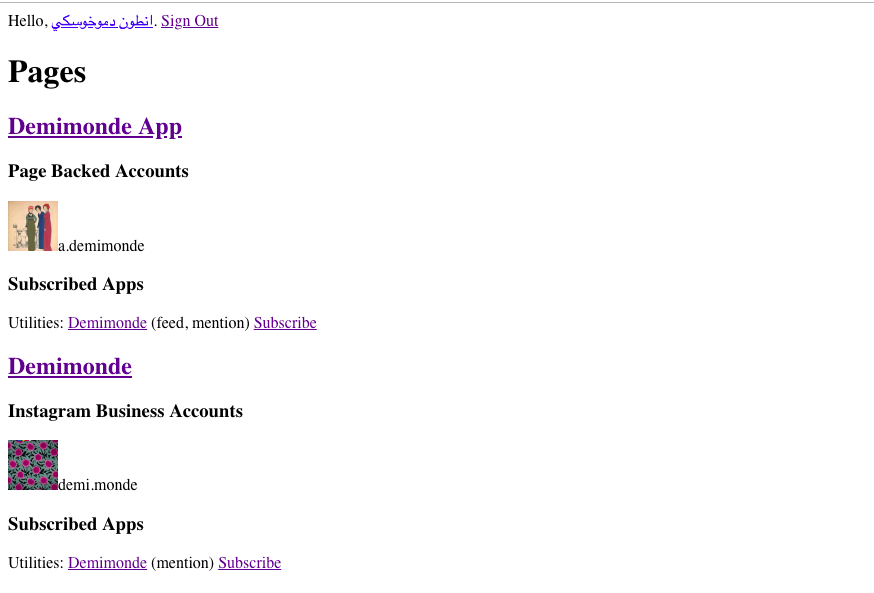 Hello, انطون دموخوسكي. Sign Out
Pages
Demimonde App
Page Backed Accounts
a.demimonde
Subscribed Apps
Utilities: Demimonde (feed, mention) Subscribe
Demimonde
Instagram Business Accounts
demi.monde
Subscribed Apps
Utilities: Demimonde (mention) Subscribe